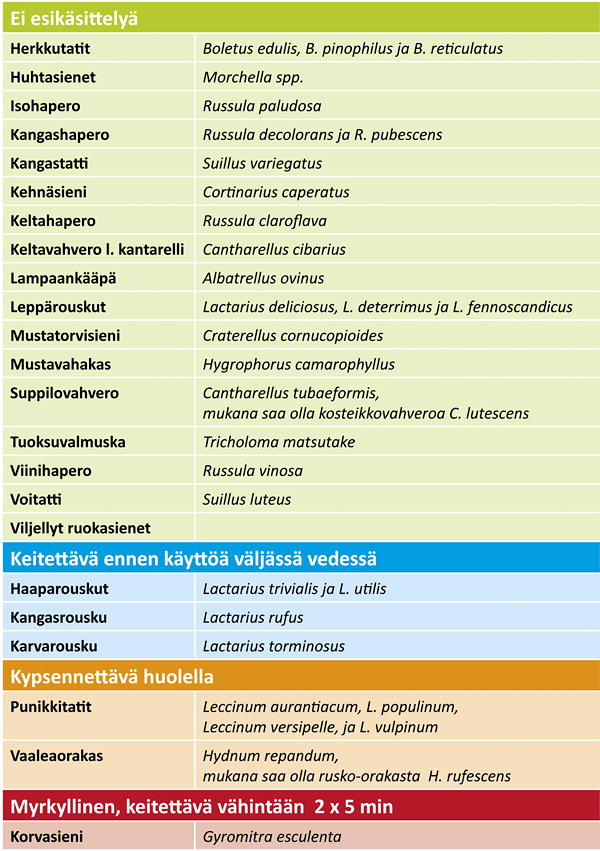 Ei esikäsittelyä
Herkkutatit Boletus edulis, B. pinophilus ja B. reticulatus
Huhtasienet Morchella spp.
Isohapero Russula paludosa
Kangashapero Russula decolorans ja R. pubescens
Kangastatti Suillus variegatus
Kehnäsieni Cortinarius caperatus
Keltahapero Russula claroflava
Keltavahvero l. kantarelli Cantharellus cibarius
Lampaankääpä Albatrellus ovinus
Leppärouskut Lactarius deliciosus, L. deterrimus ja L. fennoscandicus
Mustatorvisieni Craterellus cornucopioides
Mustavahakas Hygrophorus camarophyllus
Suppilovahvero Cantharellus tubaeformis,
mukana saa olla kosteikkovahveroa C. lutescens
Tuoksuvalmuska Tricholoma matsutake
Viinihapero Russula vinosa
Voitatti Suillus luteus
Viljellyt ruokasienet
Keitettävä ennen käyttöä väljässä vedessä
Haaparouskut Lactarius trivialis ja L. utilis
Kangasrousku Lactarius rufus
Karvarousku Lactarius torminosus
Kypsennettävä huolella
Punikkitatit Leccinum aurantiacum, L. populinum,
Leccinum versipelle, ja L. vulpinum
Vaaleaorakas Hydnum repandum,
mukana saa olla rusko-orakasta H. rufescens
Myrkyllinen, keitettävä vähintään 2 x 5 min
Korvasieni Gyromitra esculenta